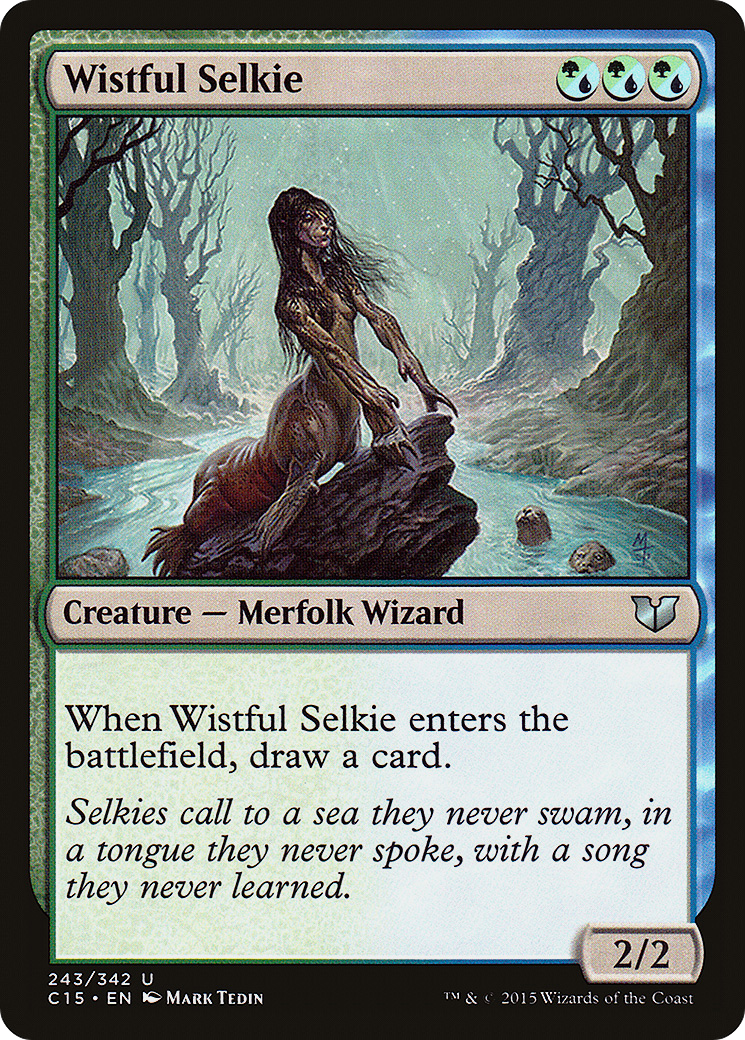 Wistful Selkie
Creature — Merfolk Wizard
When Wistful Selkie enters the
battlefield, draw a card.
Selkies call to a sea they never swam, in
a tongue they never spoke, with a song
they never learned.
2/2
243/342 U
C15 • EN Mark Tedin
™ & © 2015 Wizards of the Coast